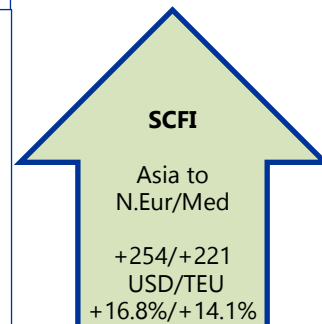 SCFI
Asia to
N.Eur/Med
+254/+221
USD/TEU
+16.8%/+14.1%